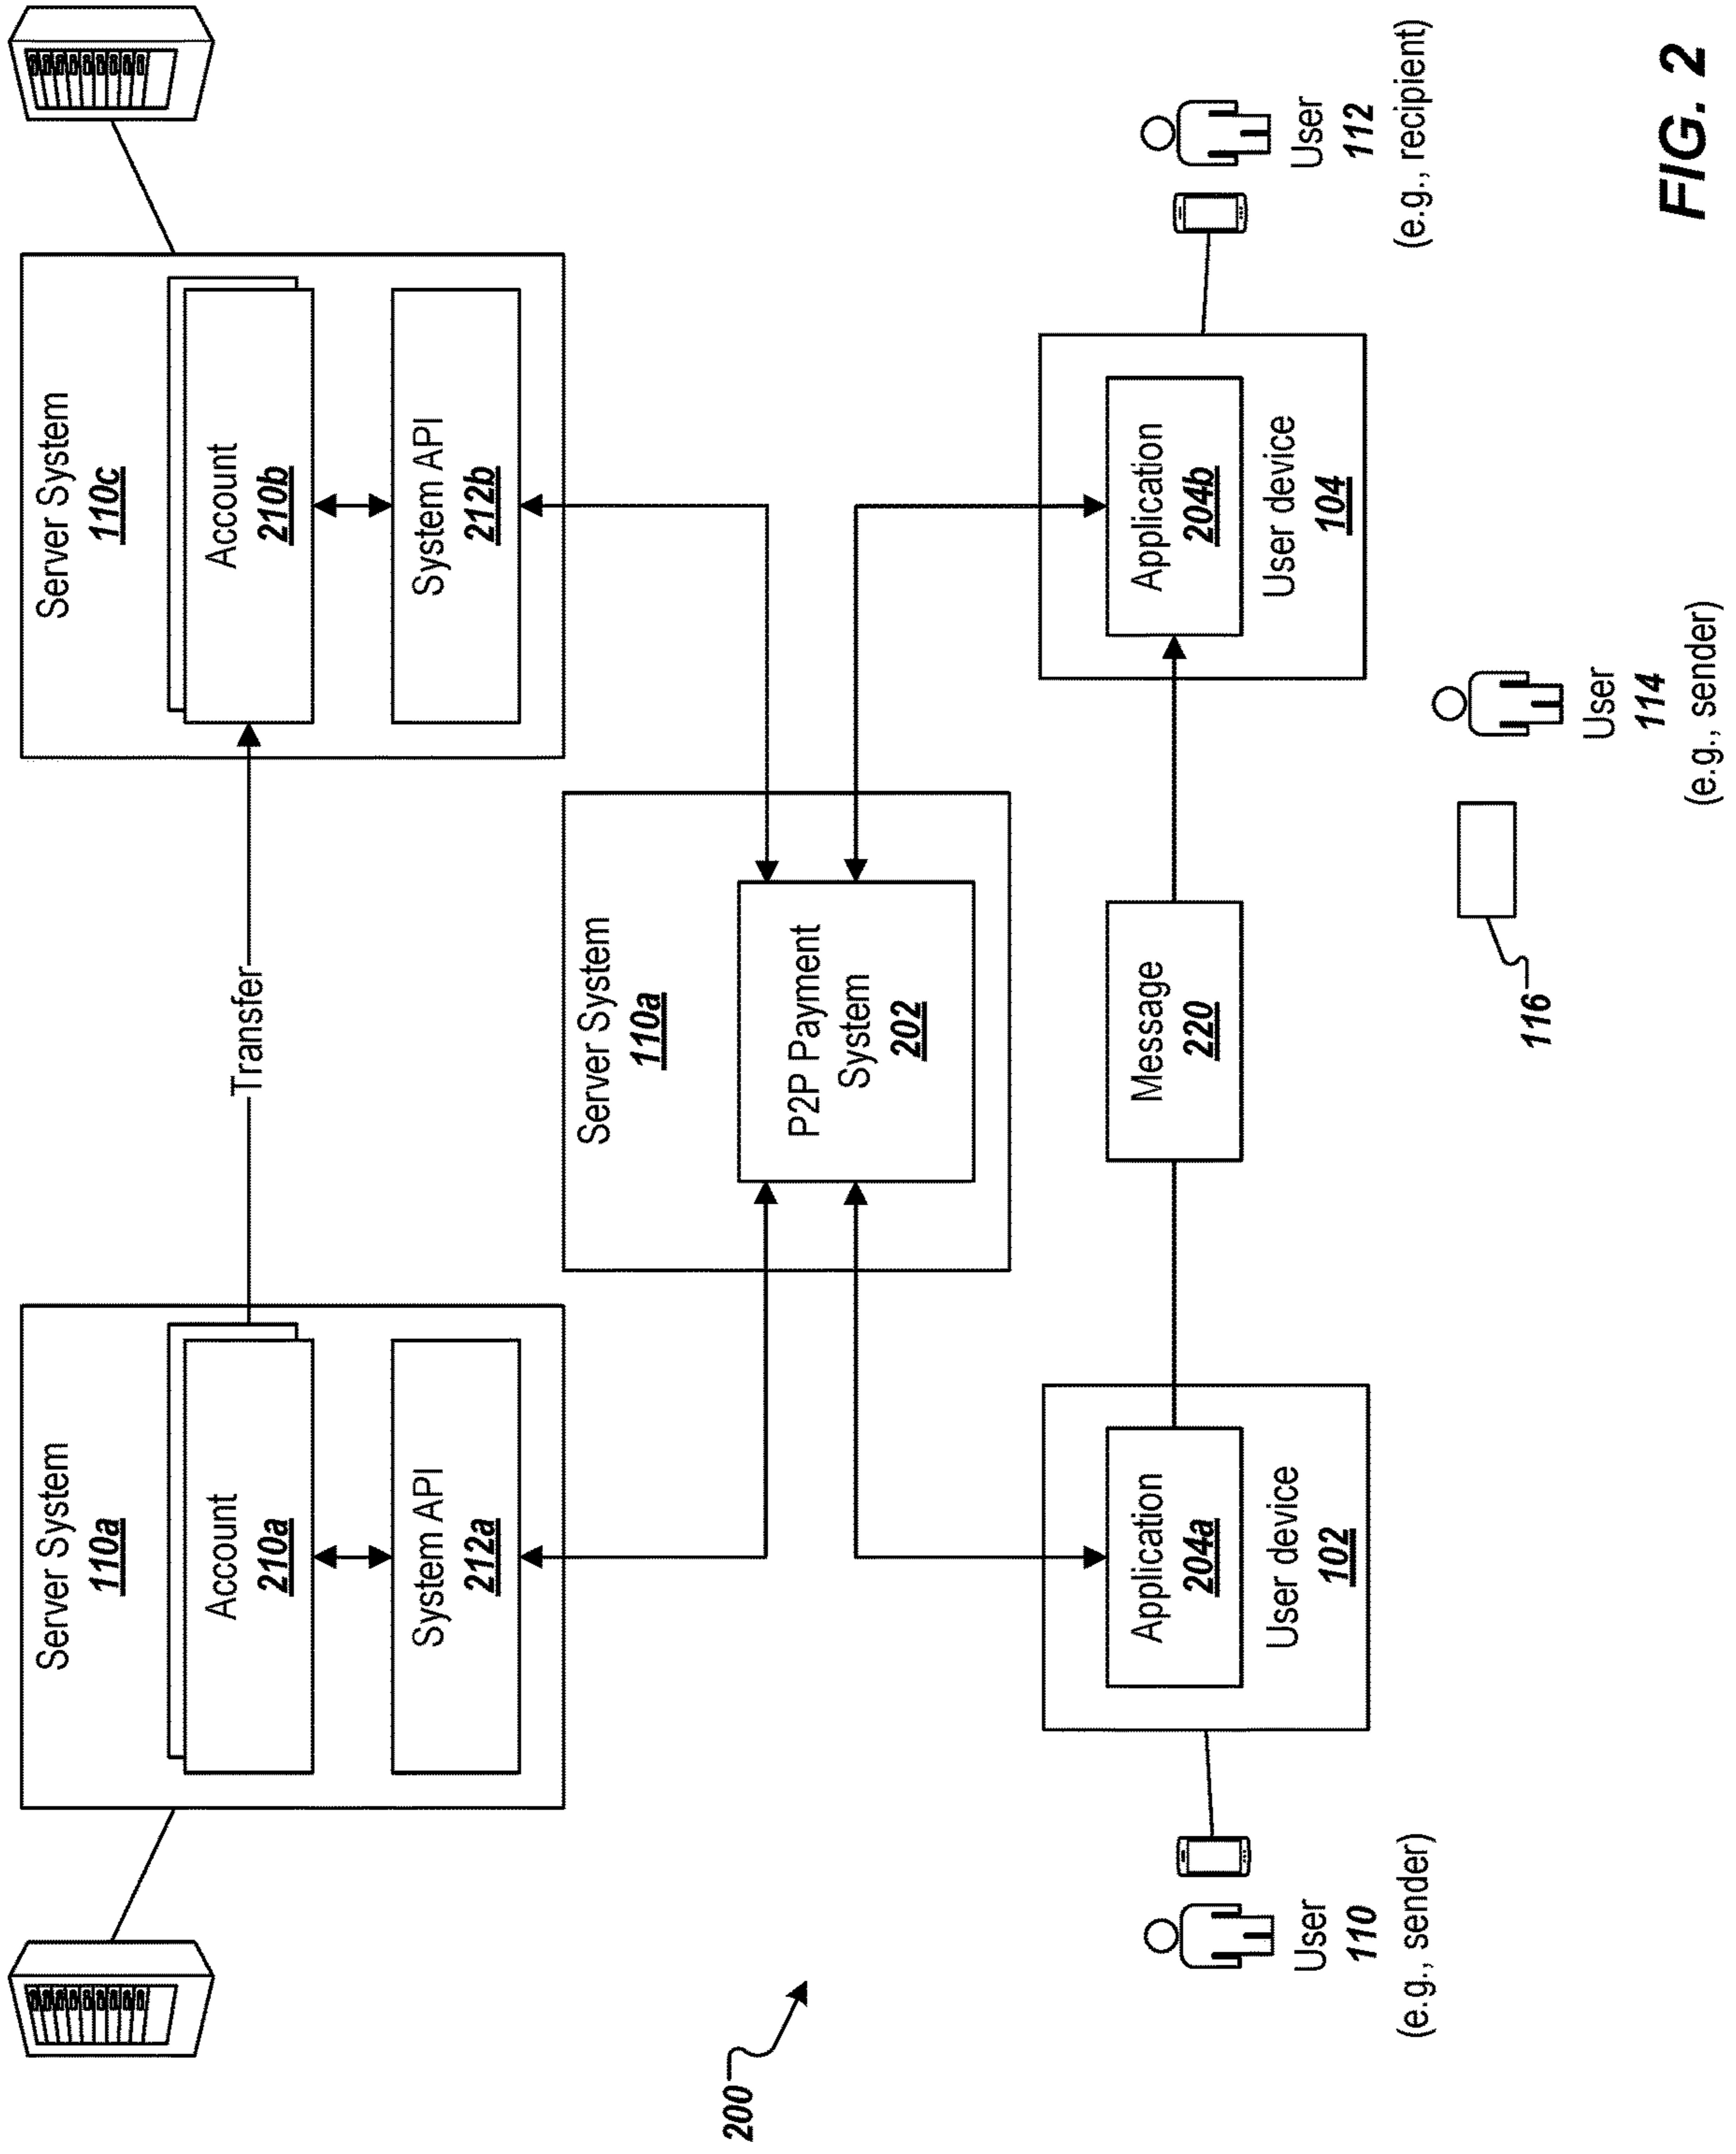 Server System
110a
Account
210a
System API
212a
Transfer
Server System
110c
Account
210b
System API
212b
Server System
110a
P2P Payment
System
202
200
User
110
(e.g., sender)
Application
204a
User device
102
Message
220
Application
204b
User device
104
User
112
(e.g., recipient)
116
User
114
(e.g., sender)
FIG. 2